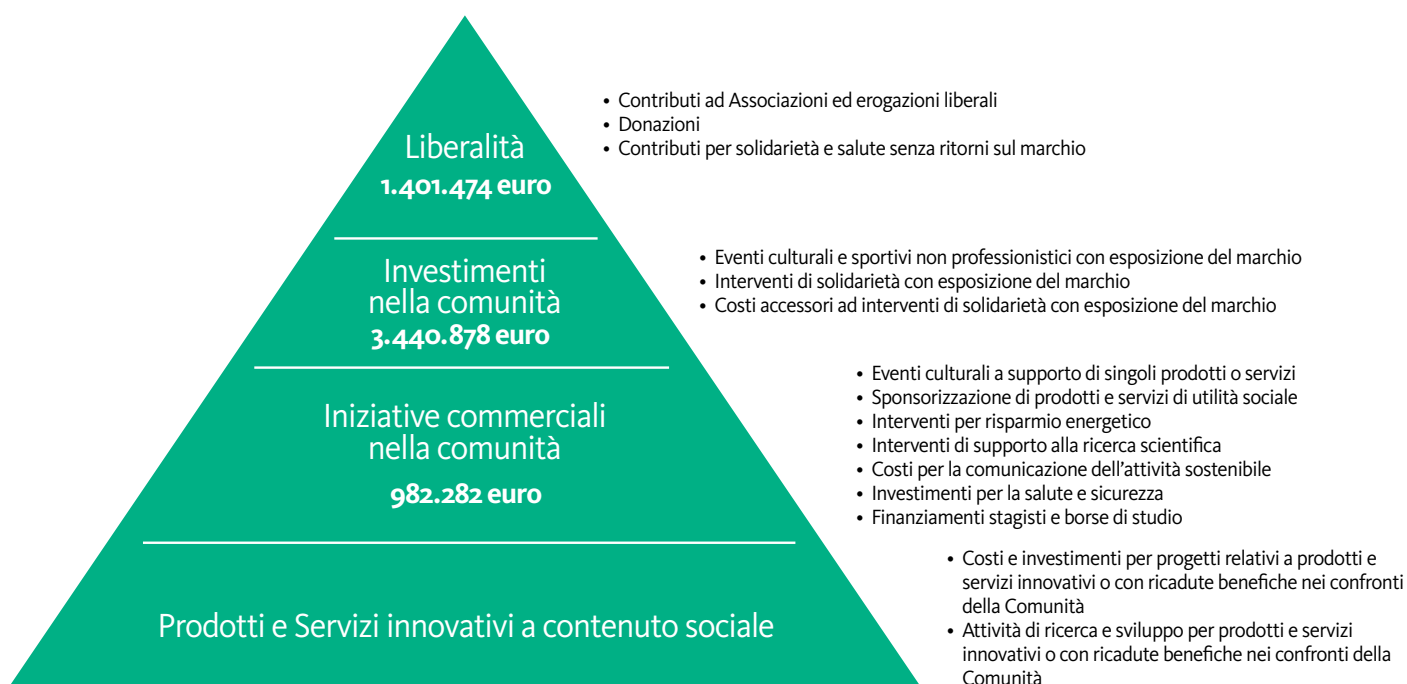 Liberalità
1.401.474 euro
• Contributi ad Associazioni ed erogazioni liberali
• Donazioni
• Contributi per solidarietà e salute senza ritorni sul marchio
Investimenti
nella comunità
3.440.878 euro
• Eventi culturali e sportivi non professionistici con esposizione del marchio
• Interventi di solidarietà con esposizione del marchio
• Costi accessori ad interventi di solidarietà con esposizione del marchio
Iniziative commerciali
nella comunità
982.282 euro
• Eventi culturali a supporto di singoli prodotti o servizi
• Sponsorizzazione di prodotti e servizi di utilità sociale
• Interventi per risparmio energetico
• Interventi di supporto alla ricerca scientifica
• Costi per la comunicazione dell'attività sostenibile
• Investimenti per la salute e sicurezza
• Finanziamenti stagisti e borse di studio
Prodotti e Servizi innovativi a contenuto sociale
• Costi e investimenti per progetti relativi a prodotti e
servizi innovativi o con ricadute benefiche nei confronti
della Comunità
• Attività di ricerca e sviluppo per prodotti e servizi
innovativi o con ricadute benefiche nei confronti della
Comunità